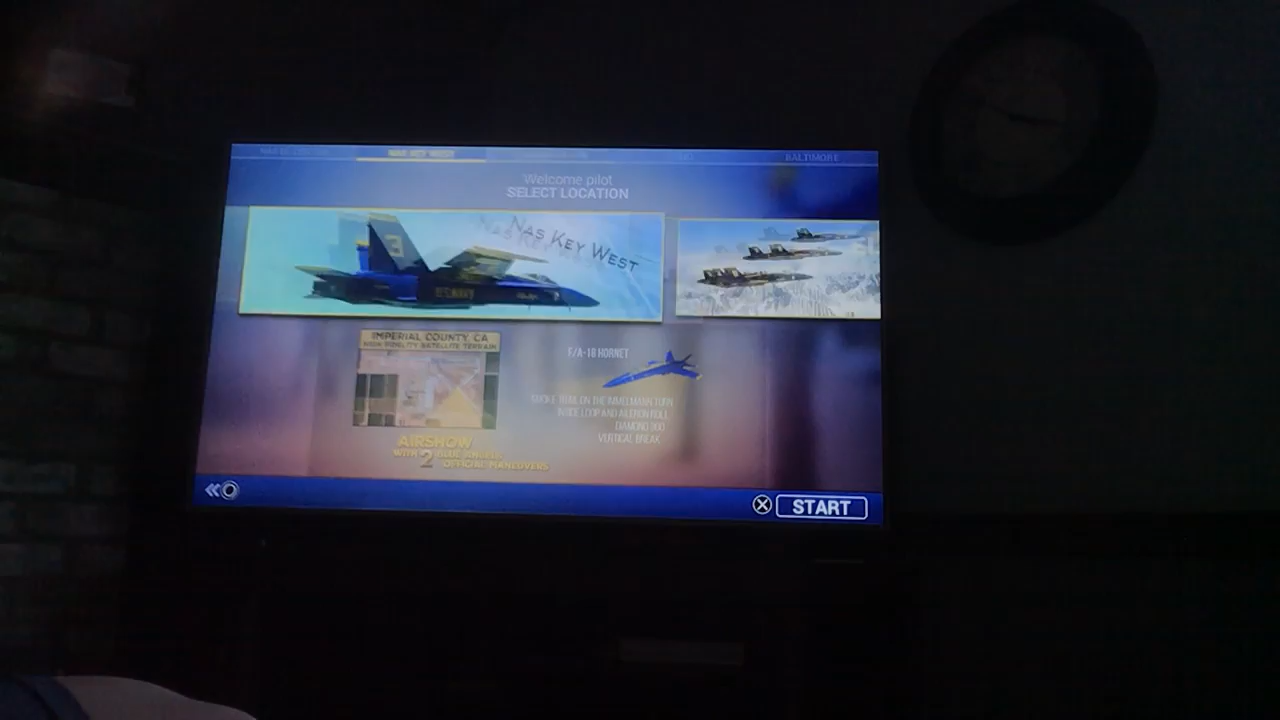 NAS KEY WEST
BALTIMORE
Welcome pilot
SELECT LOCATION
NAS KEY WEST
U.S. NAVY
IMPERIAL COUNTY, CA
HIGH FIDELITY SATELLITE TERRAIN
F/A-18 HORNET
SMOKE TRAIL ON THE IMMELMANN TURN
INSIDE LOOP AND AILERON ROLL
DIAMOND 360
VERTICAL BREAK
AIRSHOW
WITH 2 BLUE ANGELS
OFFICIAL MANEUVERS
START